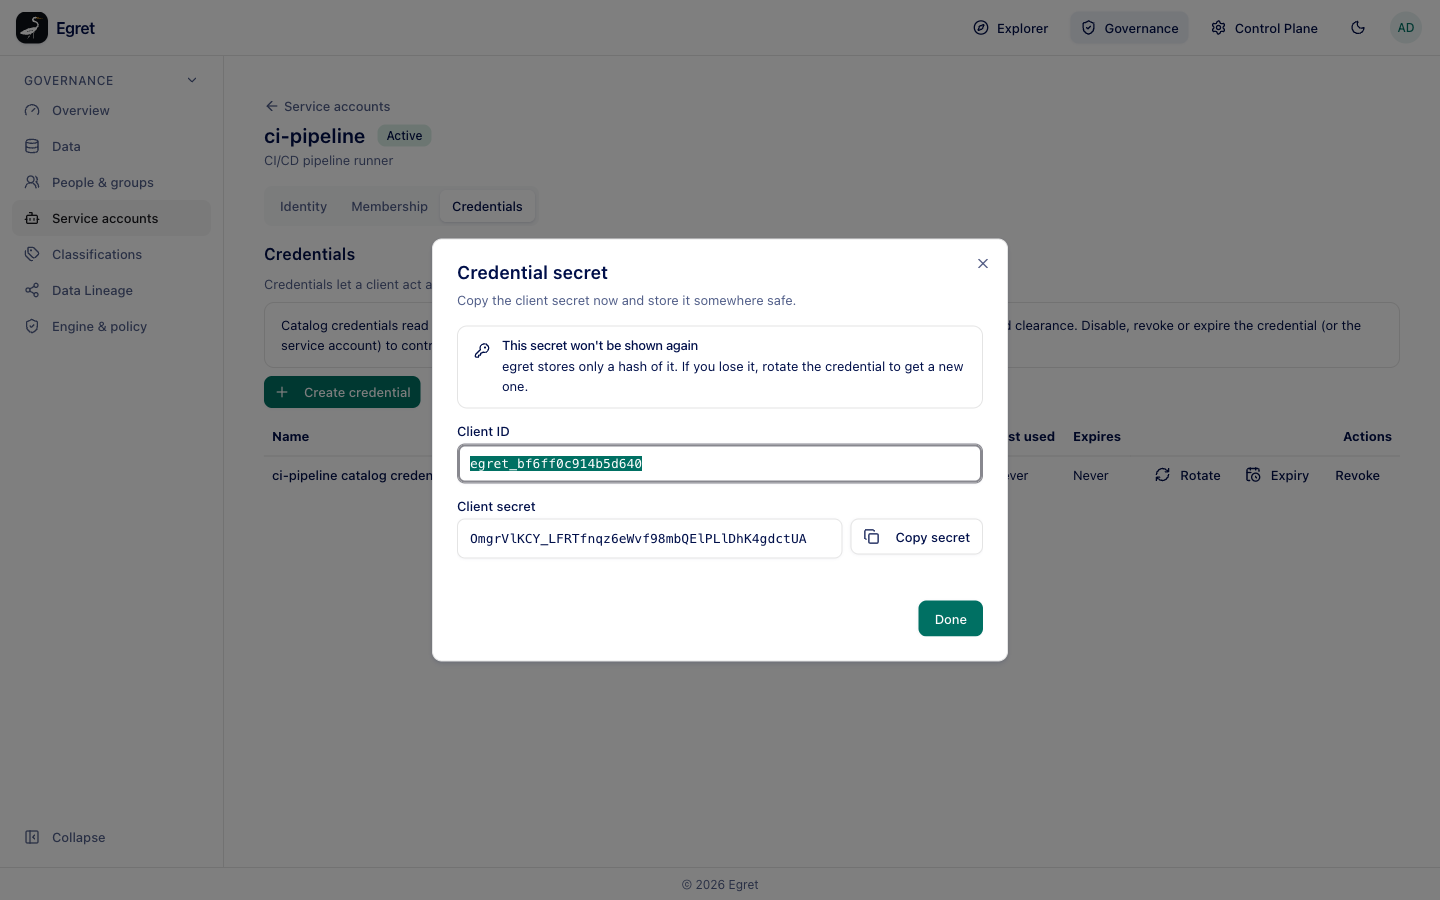 Egret
Explorer
Governance
Control Plane
AD
GOVERNANCE
Overview
Data
People & groups
Service accounts
Classifications
Data Lineage
Engine & policy
Collapse
Service accounts
ci-pipeline
Active
CI/CD pipeline runner
Identity
Membership
Credentials
Credentials
Credentials let a client act a
Catalog credentials read
d clearance. Disable, revoke or expire the credential (or the
service account) to contr
Create credential
Name
st used
Expires
Actions
ci-pipeline catalog creden
ever
Never
Rotate
Expiry
Revoke
Credential secret
Copy the client secret now and store it somewhere safe.
This secret won't be shown again
egret stores only a hash of it. If you lose it, rotate the credential to get a new
one.
Client ID
egret_bf6ff0c914b5d640
Client secret
OmgrVlKCY_LFRTfnqz6eWvf98mbQElPLlDhK4gdctUA
Copy secret
Done
© 2026 Egret